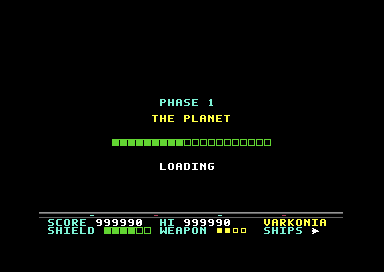 PHASE 1
THE PLANET
LOADING
SCORE 999990 HI 999990 VARKONIA
SHIELD WEAPON SHIPS